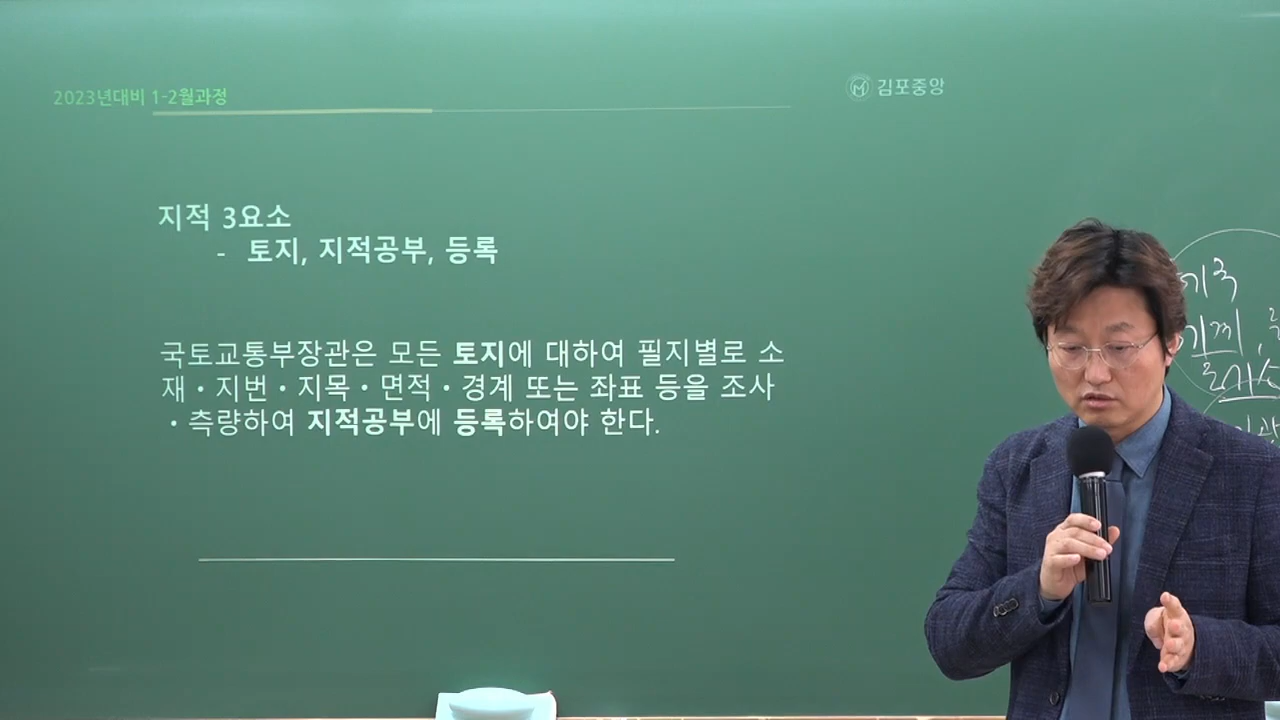 2023년대비 1-2월과정
김포중앙
지적 3요소
- 토지, 지적공부, 등록
국토교통부장관은 모든 토지에 대하여 필지별로 소
재・지번・지목・면적・경계 또는 좌표 등을 조사
・측량하여 지적공부에 등록하여야 한다.